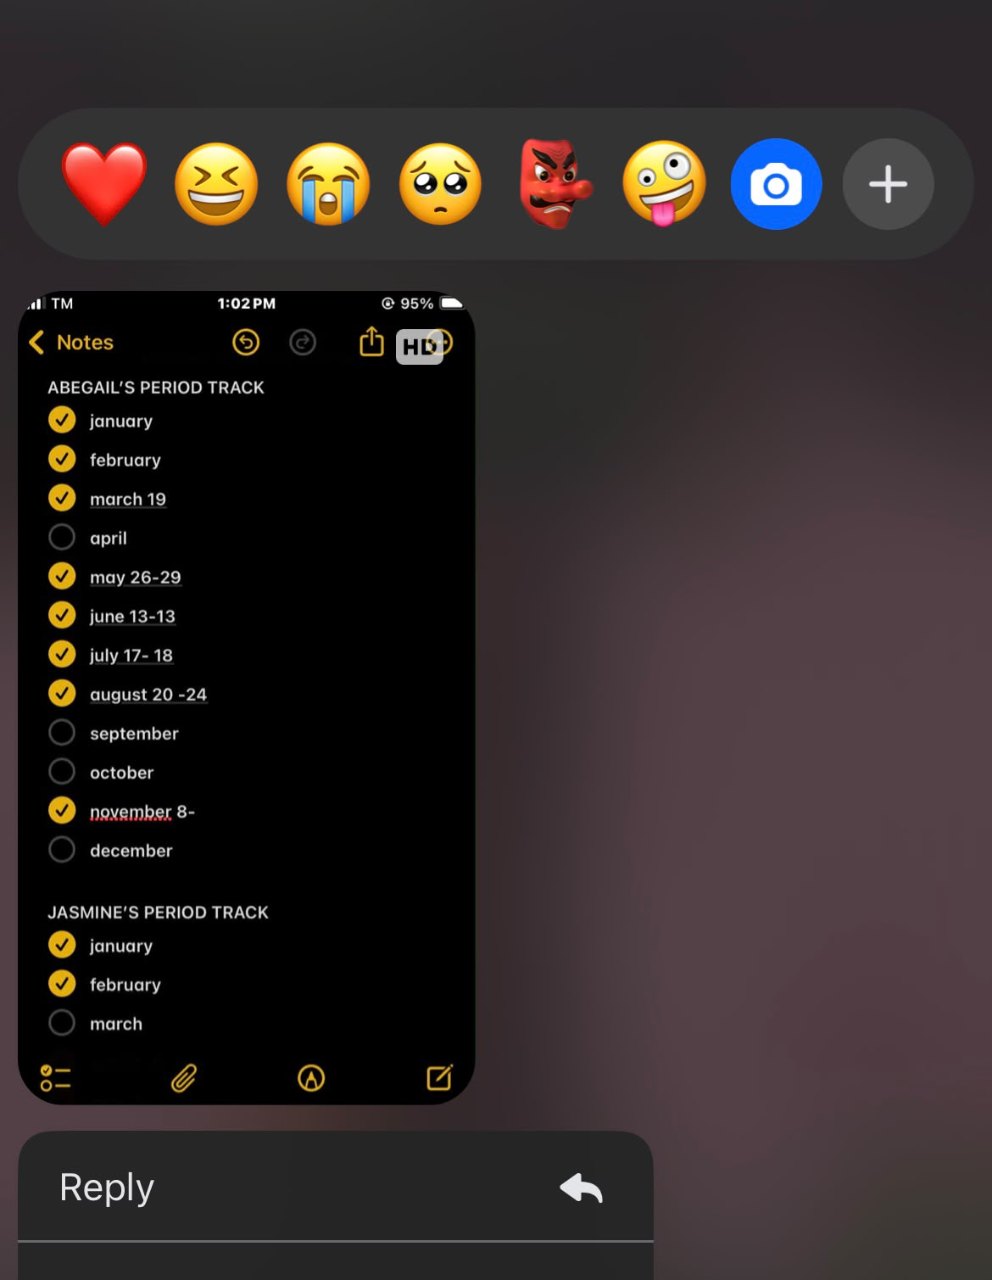 TM 1:02 PM 95%
Notes
HD
ABEGAIL'S PERIOD TRACK
january
february
march 19
april
may 26-29
june 13-13
july 17- 18
august 20 -24
september
october
november 8-
december
JASMINE'S PERIOD TRACK
january
february
march
Reply